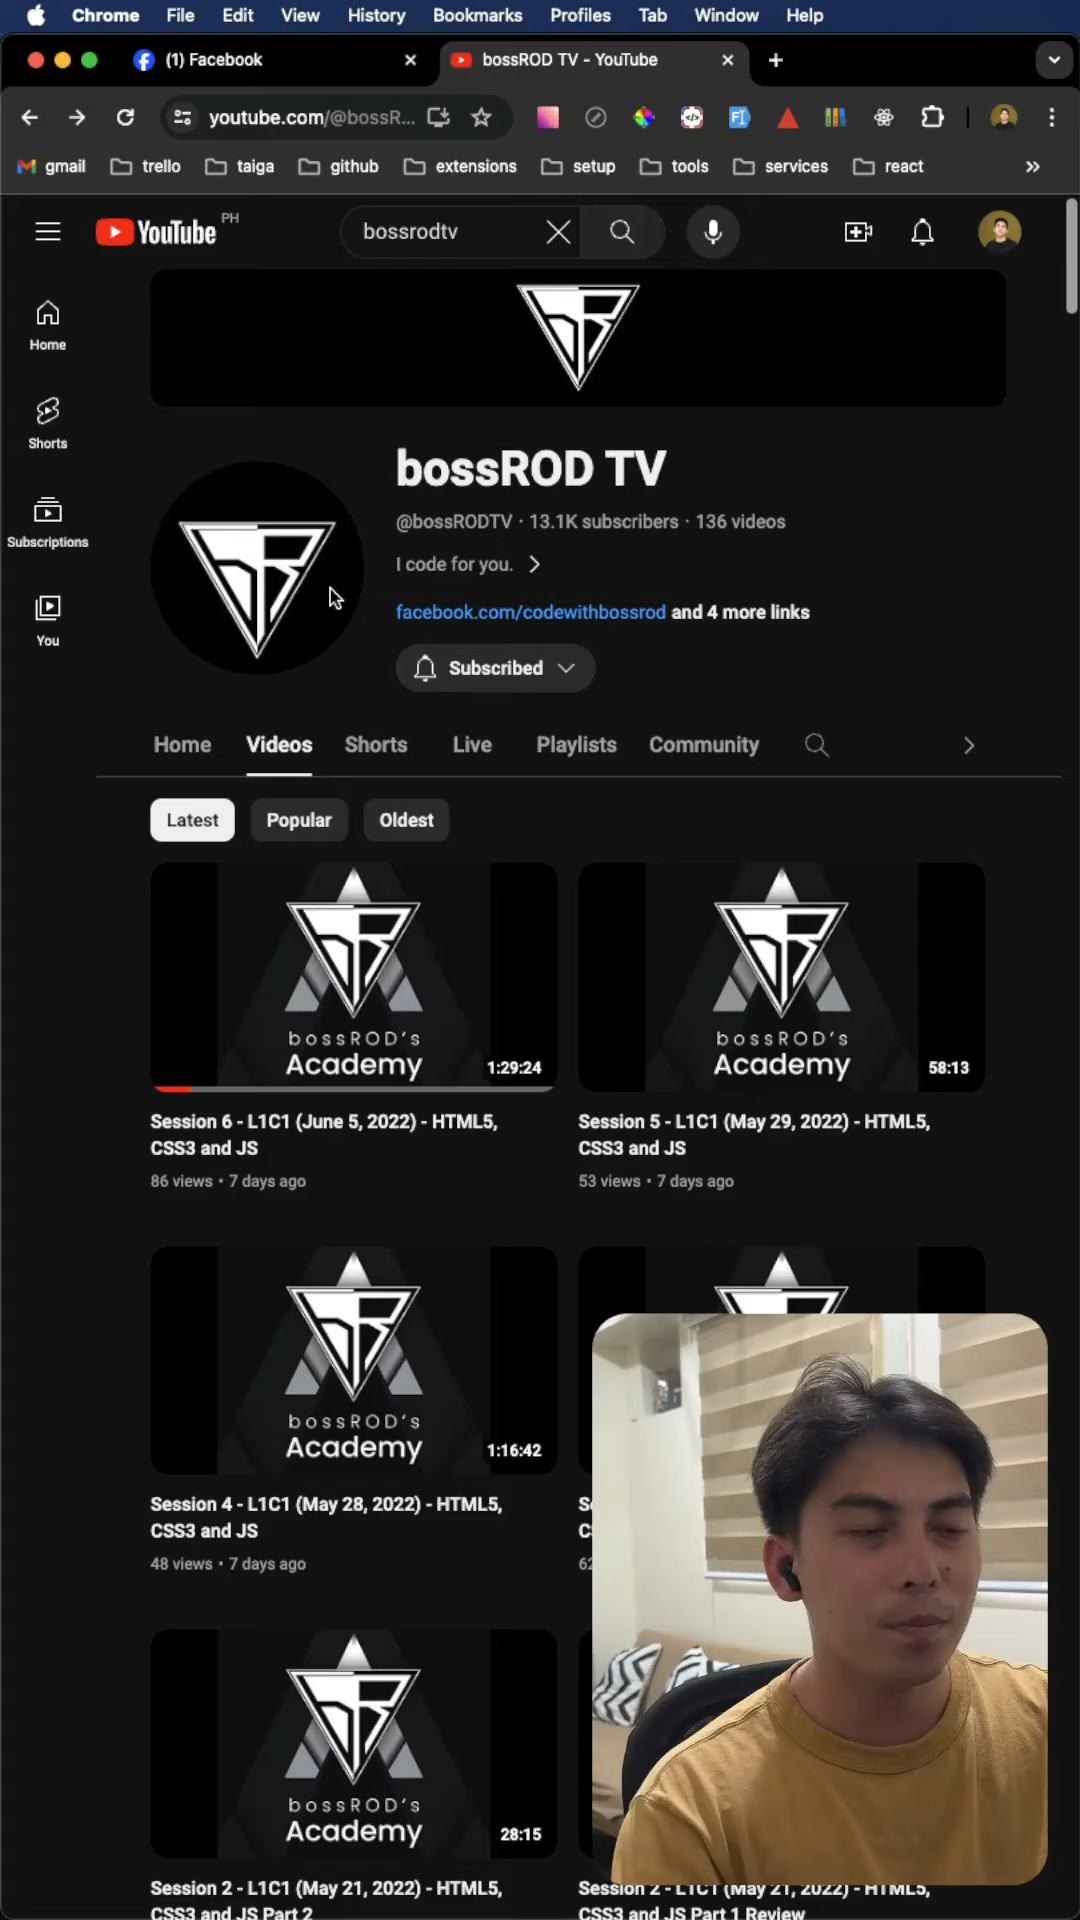 Chrome File Edit View History Bookmarks Profiles Tab Window Help
(1) Facebook
bossROD TV - YouTube
youtube.com/@bossR...
gmail trello taiga github extensions setup tools services react
YouTube PH
bossrodtv
Home
Shorts
Subscriptions
You
bossROD TV
@bossRODTV · 13.1K subscribers · 136 videos
I code for you.
facebook.com/codewithbossrod and 4 more links
Subscribed
Home Videos Shorts Live Playlists Community
Latest Popular Oldest
bossROD's
Academy
1:29:24
Session 6 - L1C1 (June 5, 2022) - HTML5,
CSS3 and JS
86 views • 7 days ago
bossROD's
Academy
58:13
Session 5 - L1C1 (May 29, 2022) - HTML5,
CSS3 and JS
53 views • 7 days ago
bossROD's
Academy
1:16:42
Session 4 - L1C1 (May 28, 2022) - HTML5,
CSS3 and JS
48 views • 7 days ago
bossROD's
Academy
28:15
Session 2 - L1C1 (May 21, 2022) - HTML5,
CSS3 and JS Part 2
Session 2 - L1C1 (May 21, 2022) - HTML5,
CSS3 and JS Part 1 Review